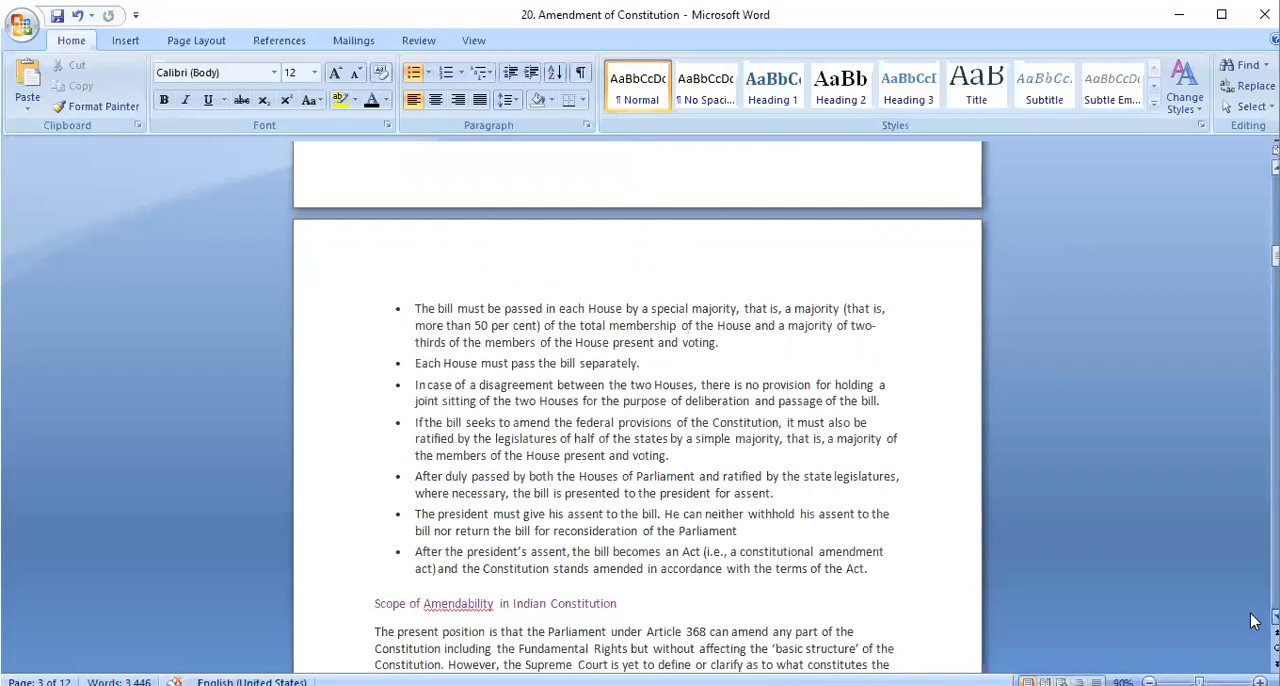 20. Amendment of Constitution - Microsoft Word
Home Insert Page Layout References Mailings Review View
Paste Cut Copy Format Painter
Calibri (Body) 12
B I U abc X₂ X² Aa A
AaBbCcDc AaBbCcDc AaBbC AaBb AaBbCcI AaB AaBbCc. AaBbCcDc
¶ Normal ¶ No Spaci... Heading 1 Heading 2 Heading 3 Title Subtitle Subtle Em...
Change Styles
Find Replace Select
Clipboard Font Paragraph Styles Editing
• The bill must be passed in each House by a special majority, that is, a majority (that is,
more than 50 per cent) of the total membership of the House and a majority of two-
thirds of the members of the House present and voting.
• Each House must pass the bill separately.
• In case of a disagreement between the two Houses, there is no provision for holding a
joint sitting of the two Houses for the purpose of deliberation and passage of the bill.
• If the bill seeks to amend the federal provisions of the Constitution, it must also be
ratified by the legislatures of half of the states by a simple majority, that is, a majority of
the members of the House present and voting.
• After duly passed by both the Houses of Parliament and ratified by the state legislatures,
where necessary, the bill is presented to the president for assent.
• The president must give his assent to the bill. He can neither withhold his assent to the
bill nor return the bill for reconsideration of the Parliament
• After the president’s assent, the bill becomes an Act (i.e., a constitutional amendment
act) and the Constitution stands amended in accordance with the terms of the Act.
Scope of Amendability in Indian Constitution
The present position is that the Parliament under Article 368 can amend any part of the
Constitution including the Fundamental Rights but without affecting the ‘basic structure’ of the
Constitution. However, the Supreme Court is yet to define or clarify as to what constitutes the
Page: 3 of 12 Words: 3,446 English (United States) 90%